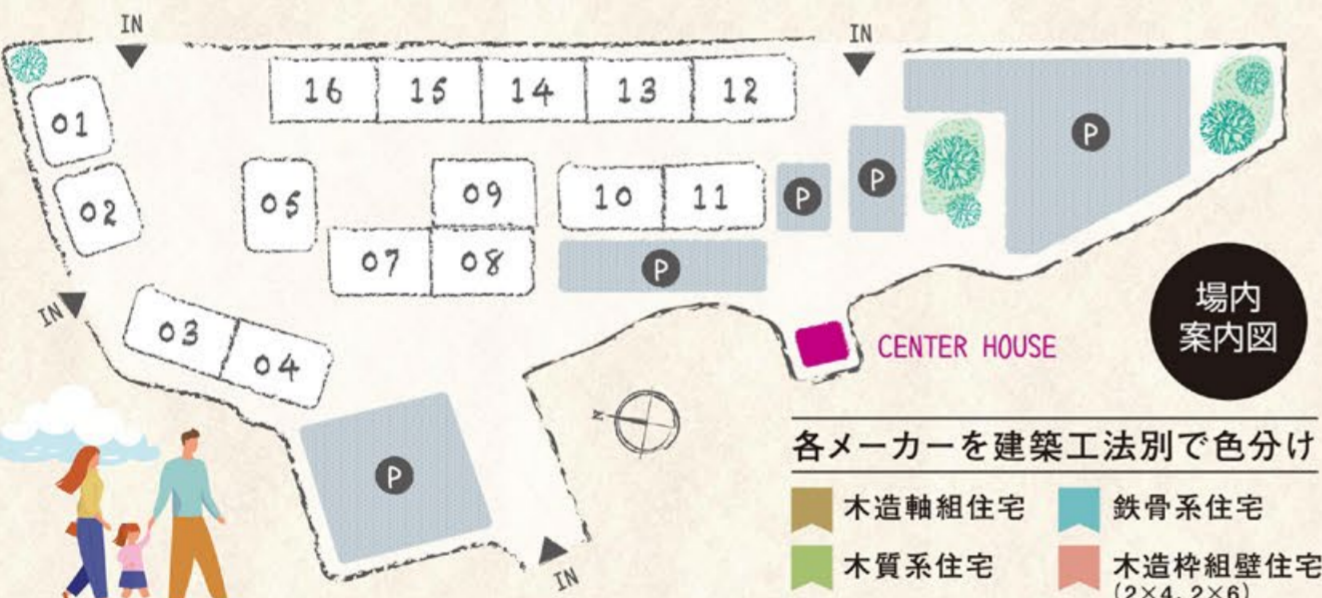 IN
IN
16 15 14 13 12
01
02
05
09
10 11
P
P
P
07 08
P
IN
03 04
CENTER HOUSE
場内
案内図
N
P
IN
各メーカーを建築工法別で色分け
木造軸組住宅
鉄骨系住宅
木質系住宅
木造枠組壁住宅
(2×4, 2×6)